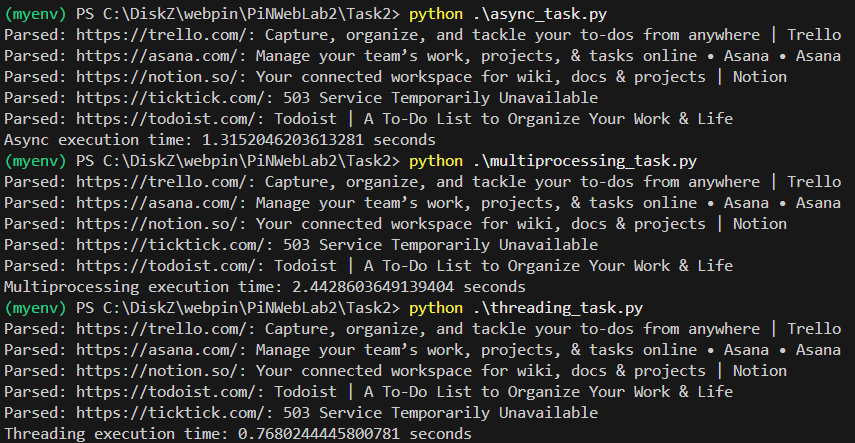 (myenv) PS C:\DiskZ\webpin\PiNWebLab2\Task2> python .\async_task.py
Parsed: https://trello.com/: Capture, organize, and tackle your to-dos from anywhere | Trello
Parsed: https://asana.com/: Manage your team’s work, projects, & tasks online • Asana • Asana
Parsed: https://notion.so/: Your connected workspace for wiki, docs & projects | Notion
Parsed: https://ticktick.com/: 503 Service Temporarily Unavailable
Parsed: https://todoist.com/: Todoist | A To-Do List to Organize Your Work & Life
Async execution time: 1.3152046203613281 seconds
(myenv) PS C:\DiskZ\webpin\PiNWebLab2\Task2> python .\multiprocessing_task.py
Parsed: https://trello.com/: Capture, organize, and tackle your to-dos from anywhere | Trello
Parsed: https://asana.com/: Manage your team’s work, projects, & tasks online • Asana • Asana
Parsed: https://notion.so/: Your connected workspace for wiki, docs & projects | Notion
Parsed: https://ticktick.com/: 503 Service Temporarily Unavailable
Parsed: https://todoist.com/: Todoist | A To-Do List to Organize Your Work & Life
Multiprocessing execution time: 2.4428603649139404 seconds
(myenv) PS C:\DiskZ\webpin\PiNWebLab2\Task2> python .\threading_task.py
Parsed: https://trello.com/: Capture, organize, and tackle your to-dos from anywhere | Trello
Parsed: https://asana.com/: Manage your team’s work, projects, & tasks online • Asana • Asana
Parsed: https://notion.so/: Your connected workspace for wiki, docs & projects | Notion
Parsed: https://todoist.com/: Todoist | A To-Do List to Organize Your Work & Life
Parsed: https://ticktick.com/: 503 Service Temporarily Unavailable
Threading execution time: 0.7680244445800781 seconds